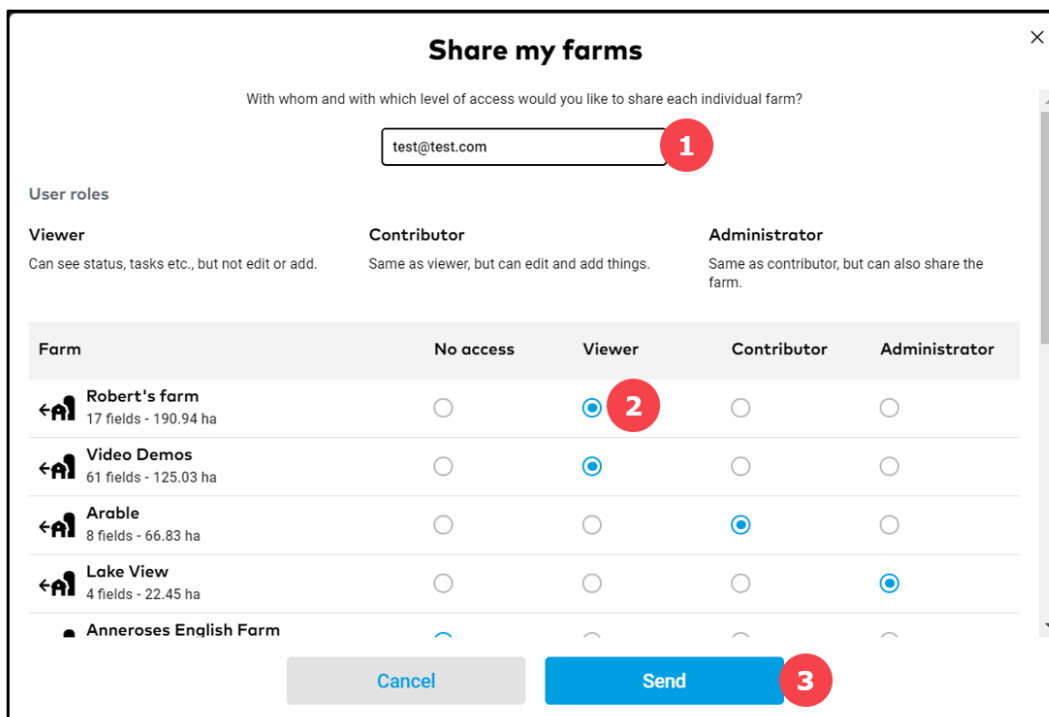 Share my farms
With whom and with which level of access would you like to share each individual farm?
test@test.com 1
User roles
Viewer Contributor Administrator
Can see status, tasks etc., but not edit or add. Same as viewer, but can edit and add things. Same as contributor, but can also share the
farm.
Farm No access Viewer Contributor Administrator
Robert's farm
2
17 fields - 190.94 ha
Video Demos
61 fields - 125.03 ha
Arable
8 fields - 66.83 ha
Lake View
4 fields - 22.45 ha
Anneroses English Farm
Cancel Send 3